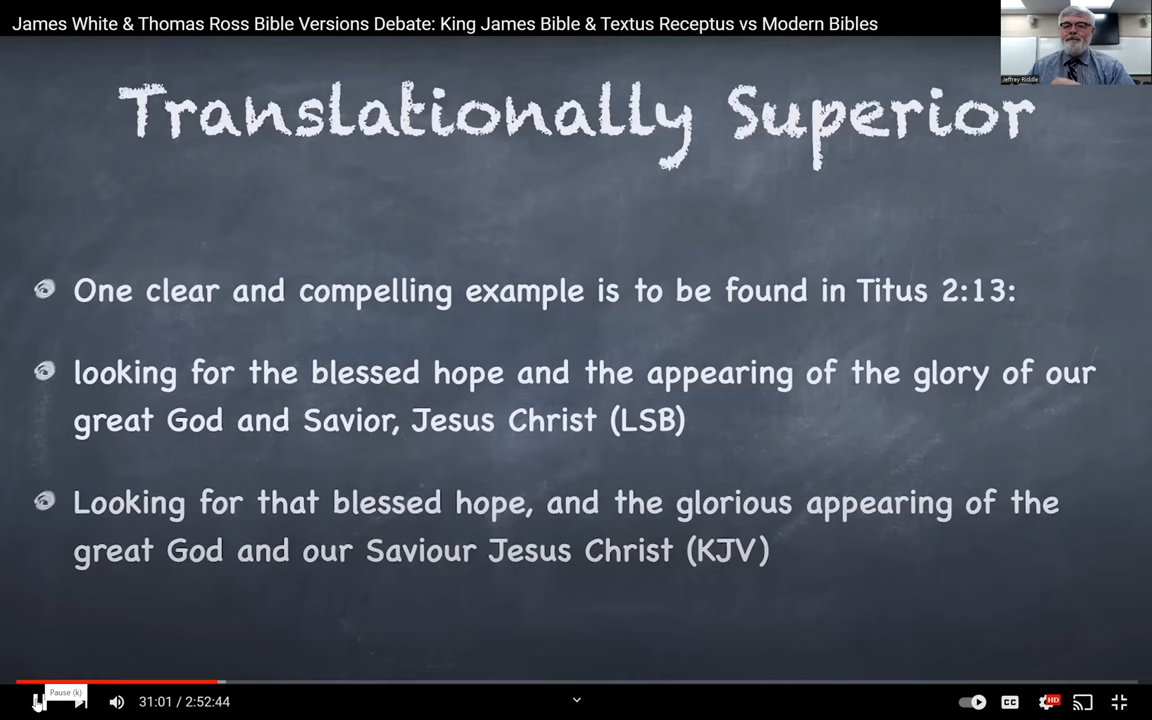 James White & Thomas Ross Bible Versions Debate: King James Bible & Textus Receptus vs Modern Bibles
Jeffrey Riddle
Translationally Superior
One clear and compelling example is to be found in Titus 2:13:
looking for the blessed hope and the appearing of the glory of our
great God and Savior, Jesus Christ (LSB)
Looking for that blessed hope, and the glorious appearing of the
great God and our Saviour Jesus Christ (KJV)
Pause (k)
31:01 / 2:52:44
CC
HD